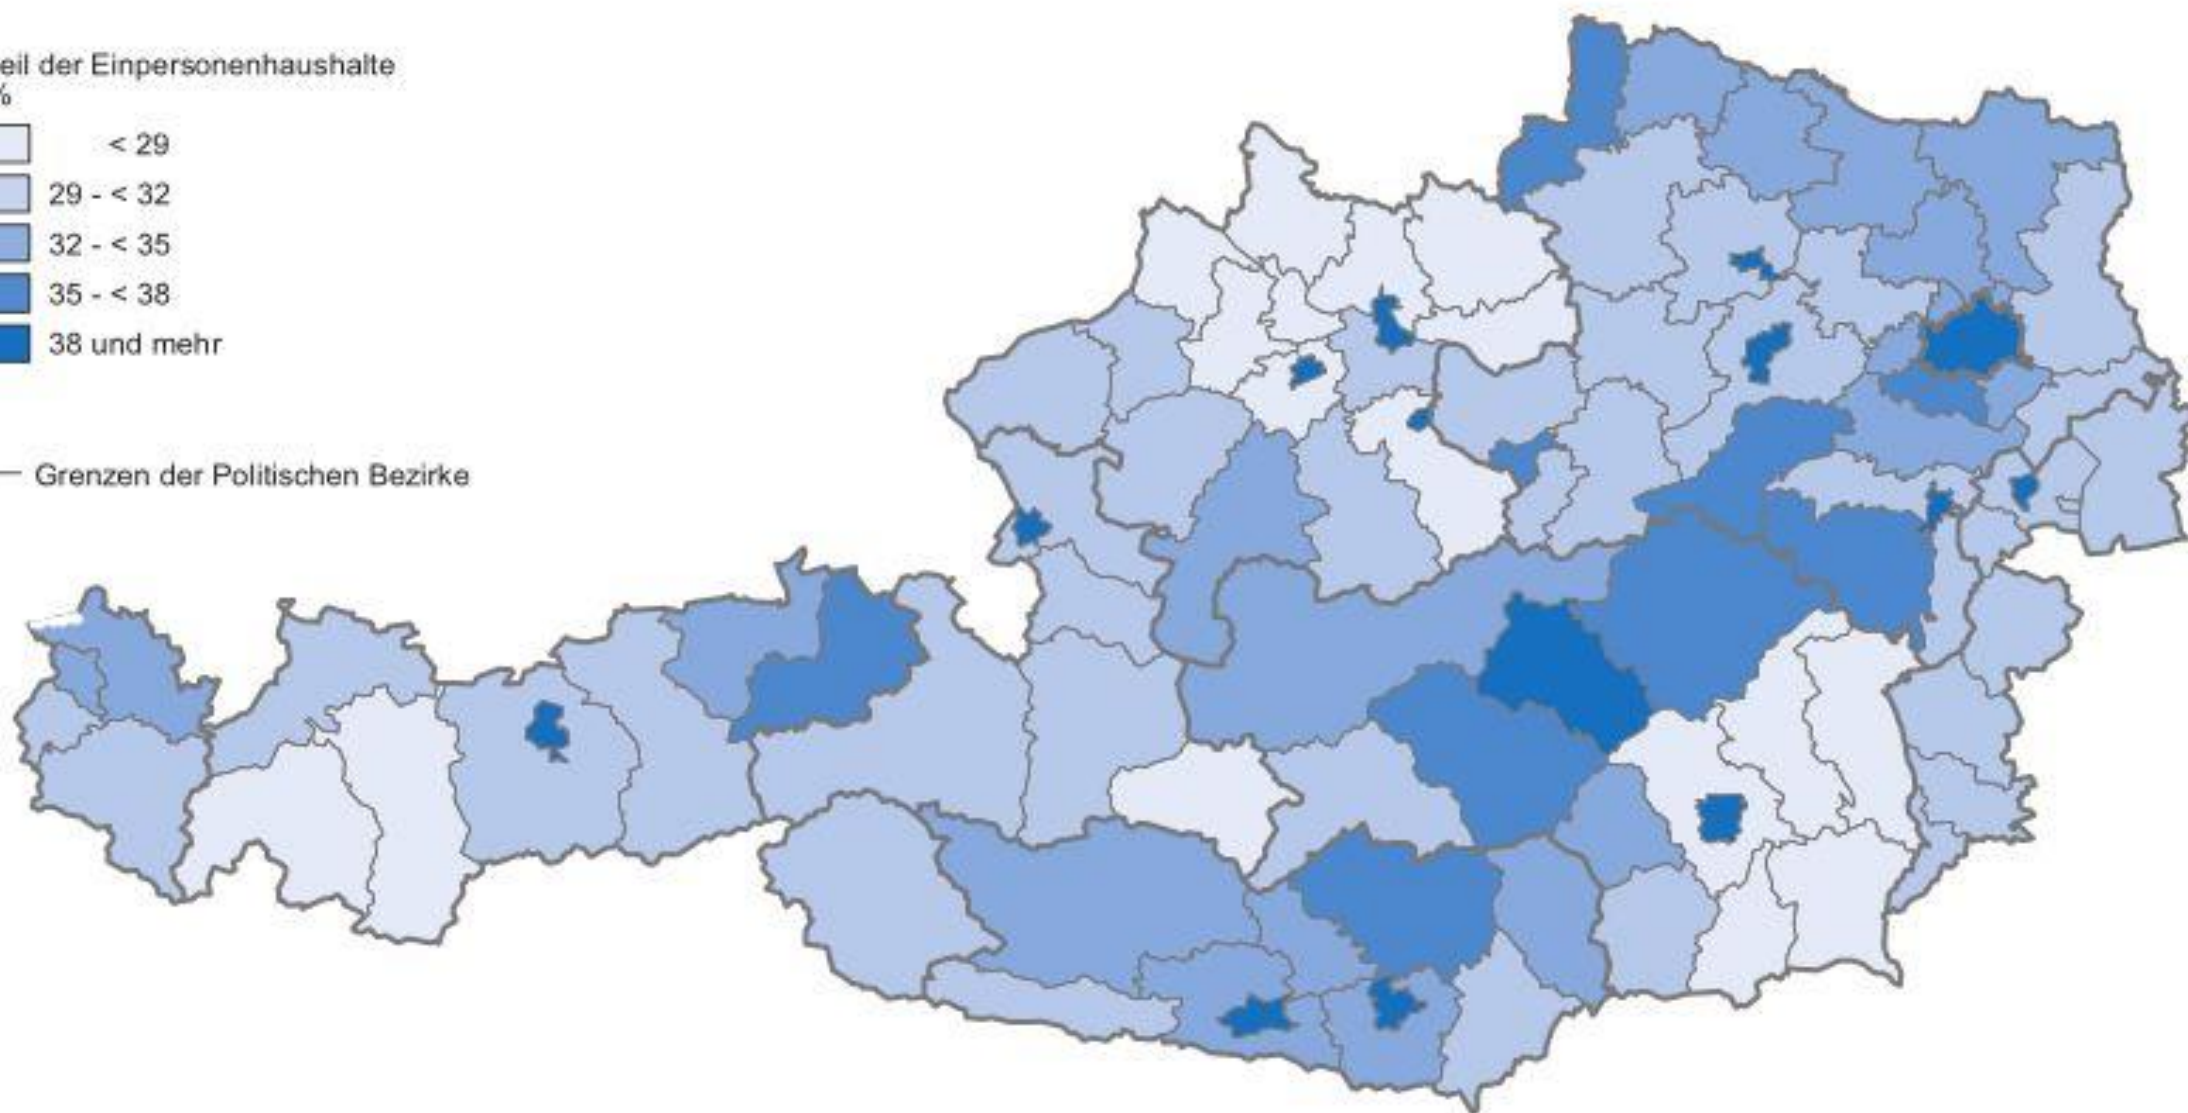 eil der Einpersonenhaushalte
%
< 29
29 - < 32
32 - < 35
35 - < 38
38 und mehr
Grenzen der Politischen Bezirke